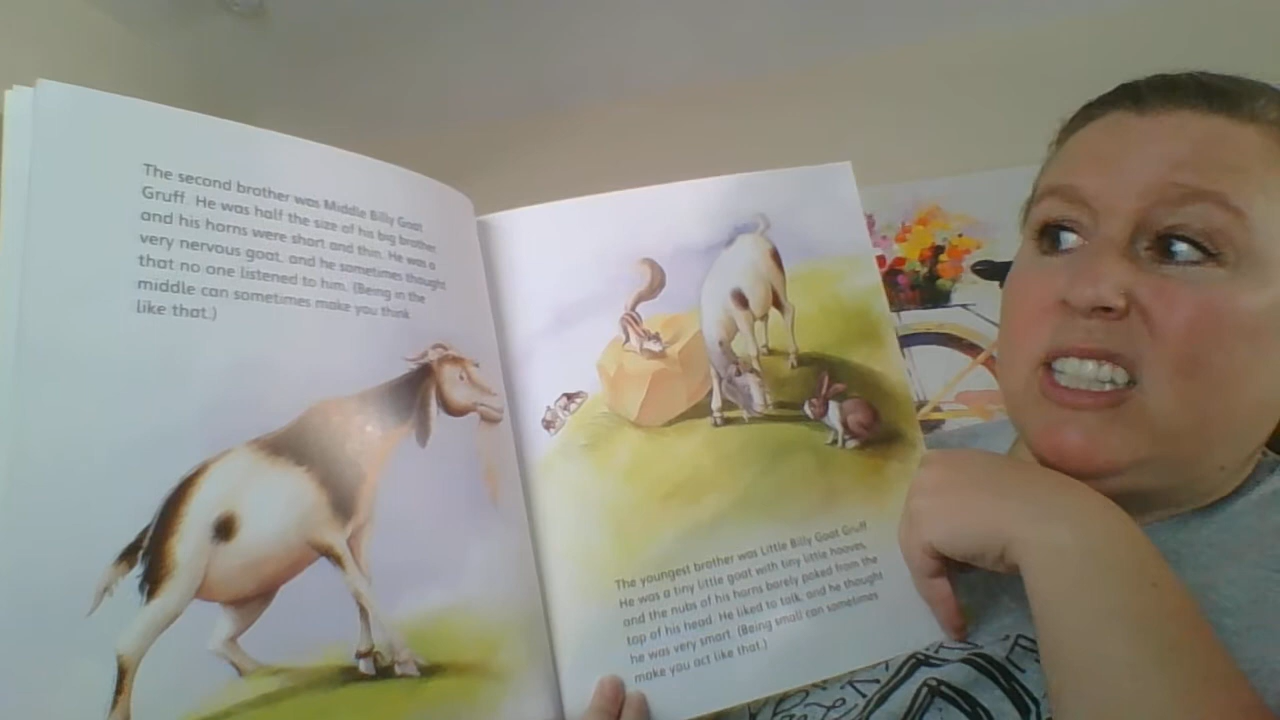 The second brother was Middle Billy Goat
Gruff. He was half the size of his big brother
and his horns were short and thin. He was a
very nervous goat, and he sometimes thought
that no one listened to him. (Being in the
middle can sometimes make you think
like that.)
The youngest brother was Little Billy Goat Gruff.
He was a tiny little goat with tiny little hooves,
and the nubs of his horns barely poked from the
top of his head. He liked to talk, and he thought
he was very smart. (Being small can sometimes
make you act like that.)